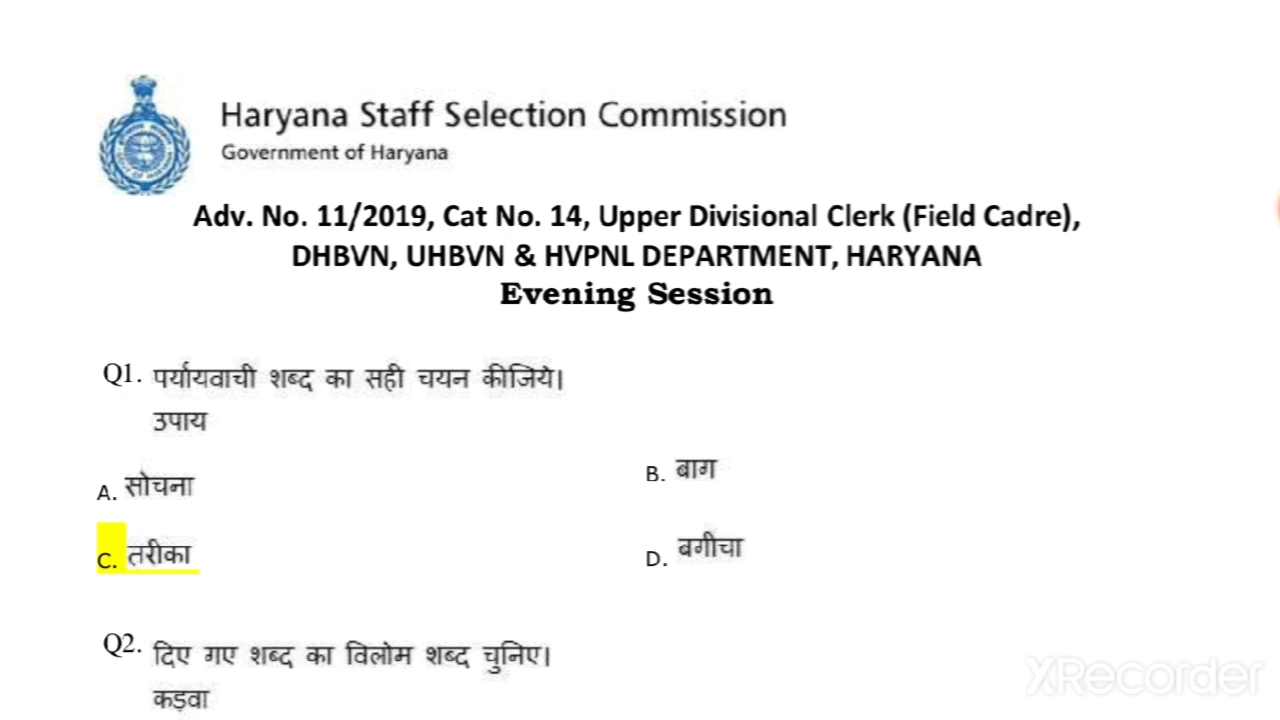 Haryana Staff Selection Commission
Government of Haryana
Adv. No. 11/2019, Cat No. 14, Upper Divisional Clerk (Field Cadre),
DHBVN, UHBVN & HVPNL DEPARTMENT, HARYANA
Evening Session
Q1. पर्यायवाची शब्द का सही चयन कीजिये।
उपाय
A. सोचना
B. बाग
C. तरीका
D. बगीचा
Q2. दिए गए शब्द का विलोम शब्द चुनिए।
कड़वा
XRecorder